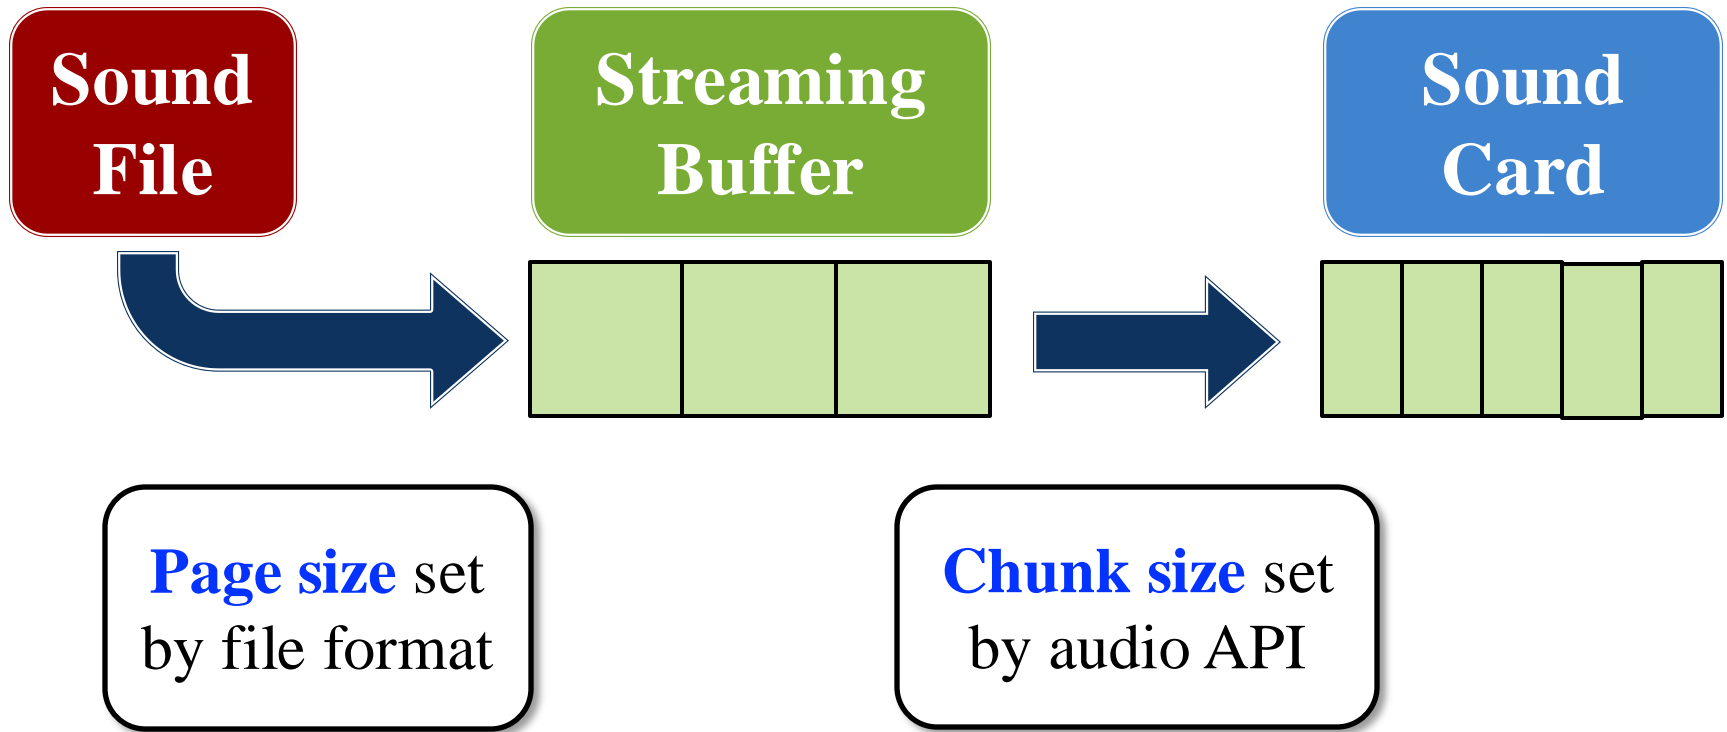 Sound
File
Streaming
Buffer
Sound
Card
Page size set
by file format
Chunk size set
by audio API